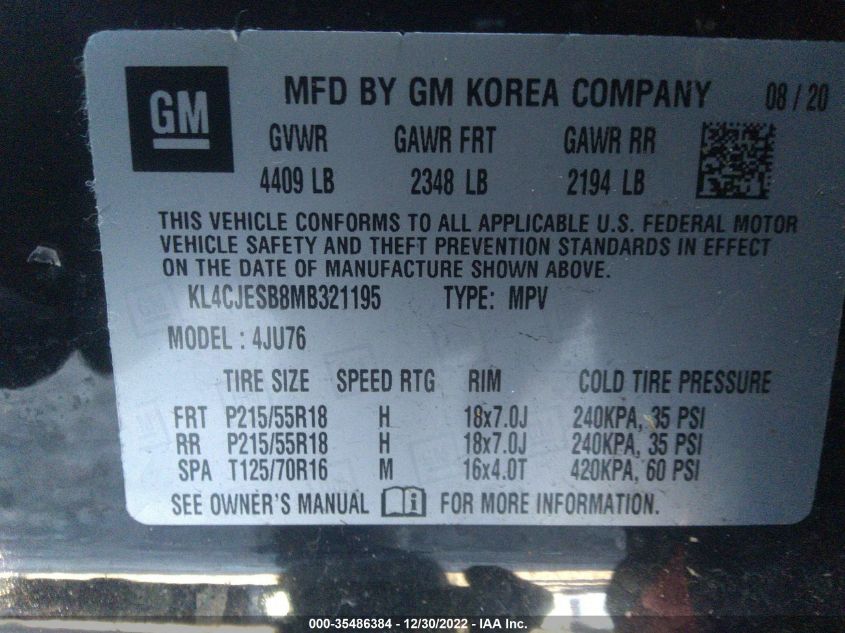 GM
MFD BY GM KOREA COMPANY 08 / 20
GVWR GAWR FRT GAWR RR
4409 LB 2348 LB 2194 LB
THIS VEHICLE CONFORMS TO ALL APPLICABLE U.S. FEDERAL MOTOR
VEHICLE SAFETY AND THEFT PREVENTION STANDARDS IN EFFECT
ON THE DATE OF MANUFACTURE SHOWN ABOVE.
KL4CJESB8MB321195 TYPE: MPV
MODEL : 4JU76
TIRE SIZE SPEED RTG RIM COLD TIRE PRESSURE
FRT P215/55R18 H 18x7.0J 240KPA, 35 PSI
RR P215/55R18 H 18x7.0J 240KPA, 35 PSI
SPA T125/70R16 M 16x4.0T 420KPA, 60 PSI
SEE OWNER'S MANUAL FOR MORE INFORMATION.
000-35486384 - 12/30/2022 - IAA Inc.